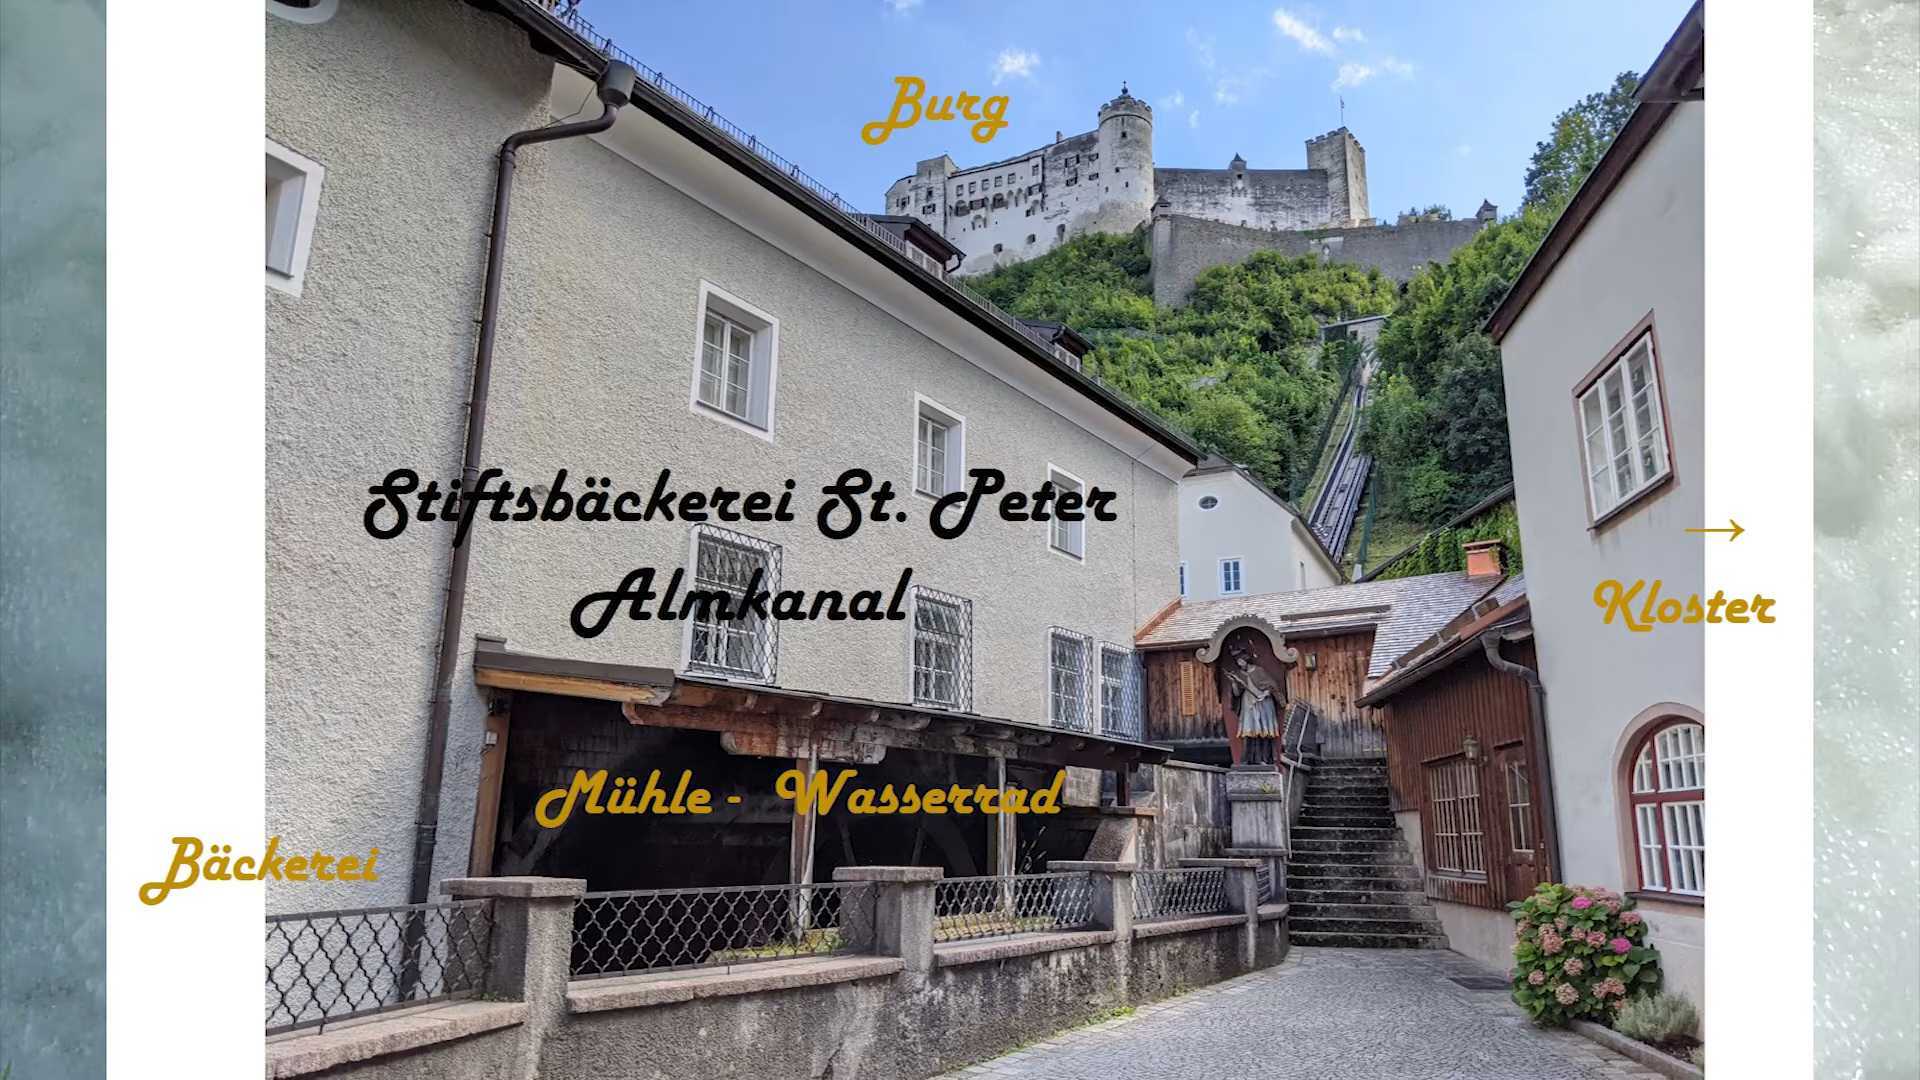 Burg
Stiftsbäckerei St. Peter
Almkanal
→
Kloster
Mühle - Wasserrad
Bäckerei